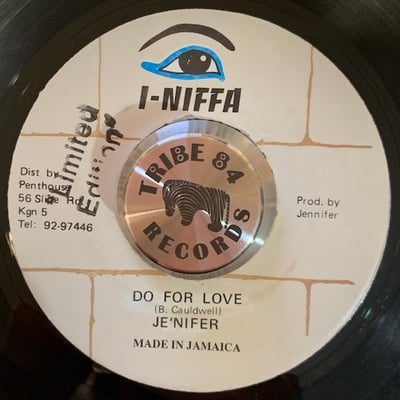 I-NIFFA
"Limited
Edition"
TRIBE 84
RECORDS
Dist by
Penthouse
56 Slipe Rd.
Kgn 5
Tel: 92-97446
Prod. by
Jennifer
DO FOR LOVE
(B. Cauldwell)
JE'NIFER
MADE IN JAMAICA